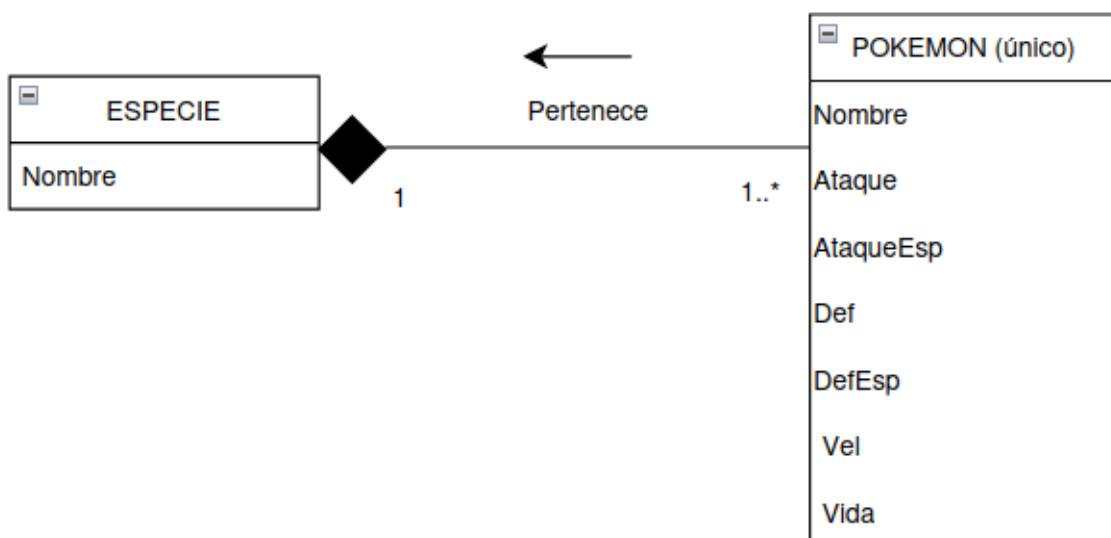 ESPECIE
Nombre
Pertenece
1
1..*
POKEMON (único)
Nombre
Ataque
AtaqueEsp
Def
DefEsp
Vel
Vida